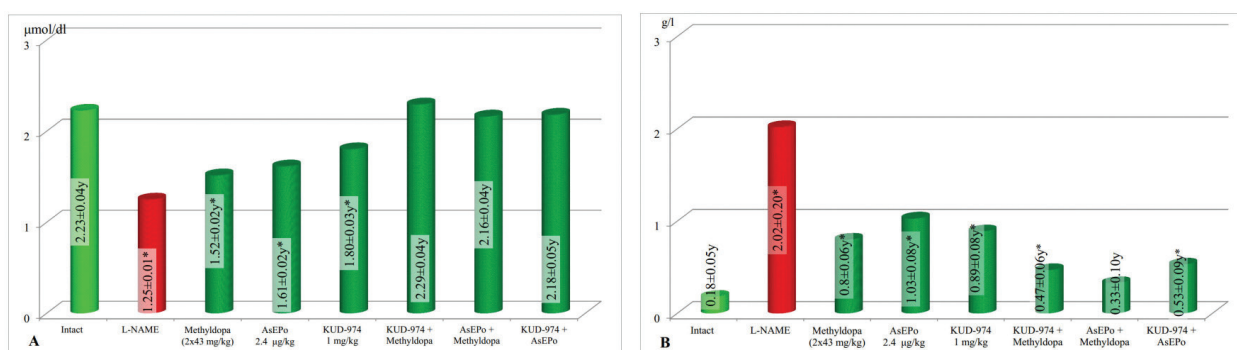 µmol/dl
3
2
1
0
2.23±0.04y
1.25±0.01*
1.52±0.02y*
1.61±0.02y*
1.80±0.03y*
2.29±0.04y
2.16±0.04y
2.18±0.05y
A
Intact
L-NAME
Methyldopa
(2x43 mg/kg)
AsEPo
2.4 µg/kg
KUD-974
1 mg/kg
KUD-974 +
Methyldopa
AsEPo +
Methyldopa
KUD-974 +
AsEPo
g/l
3
2
1
0
0.18±0.05y
2.02±0.20*
0.8±0.06y*
1.03±0.08y*
0.89±0.08y*
0.47±0.06y*
0.33±0.10y
0.53±0.09y*
B
Intact
L-NAME
Methyldopa
(2x43 mg/kg)
AsEPo
2.4 µg/kg
KUD-974
1 mg/kg
KUD-974 +
Methyldopa
AsEPo +
Methyldopa
KUD-974 +
AsEPo